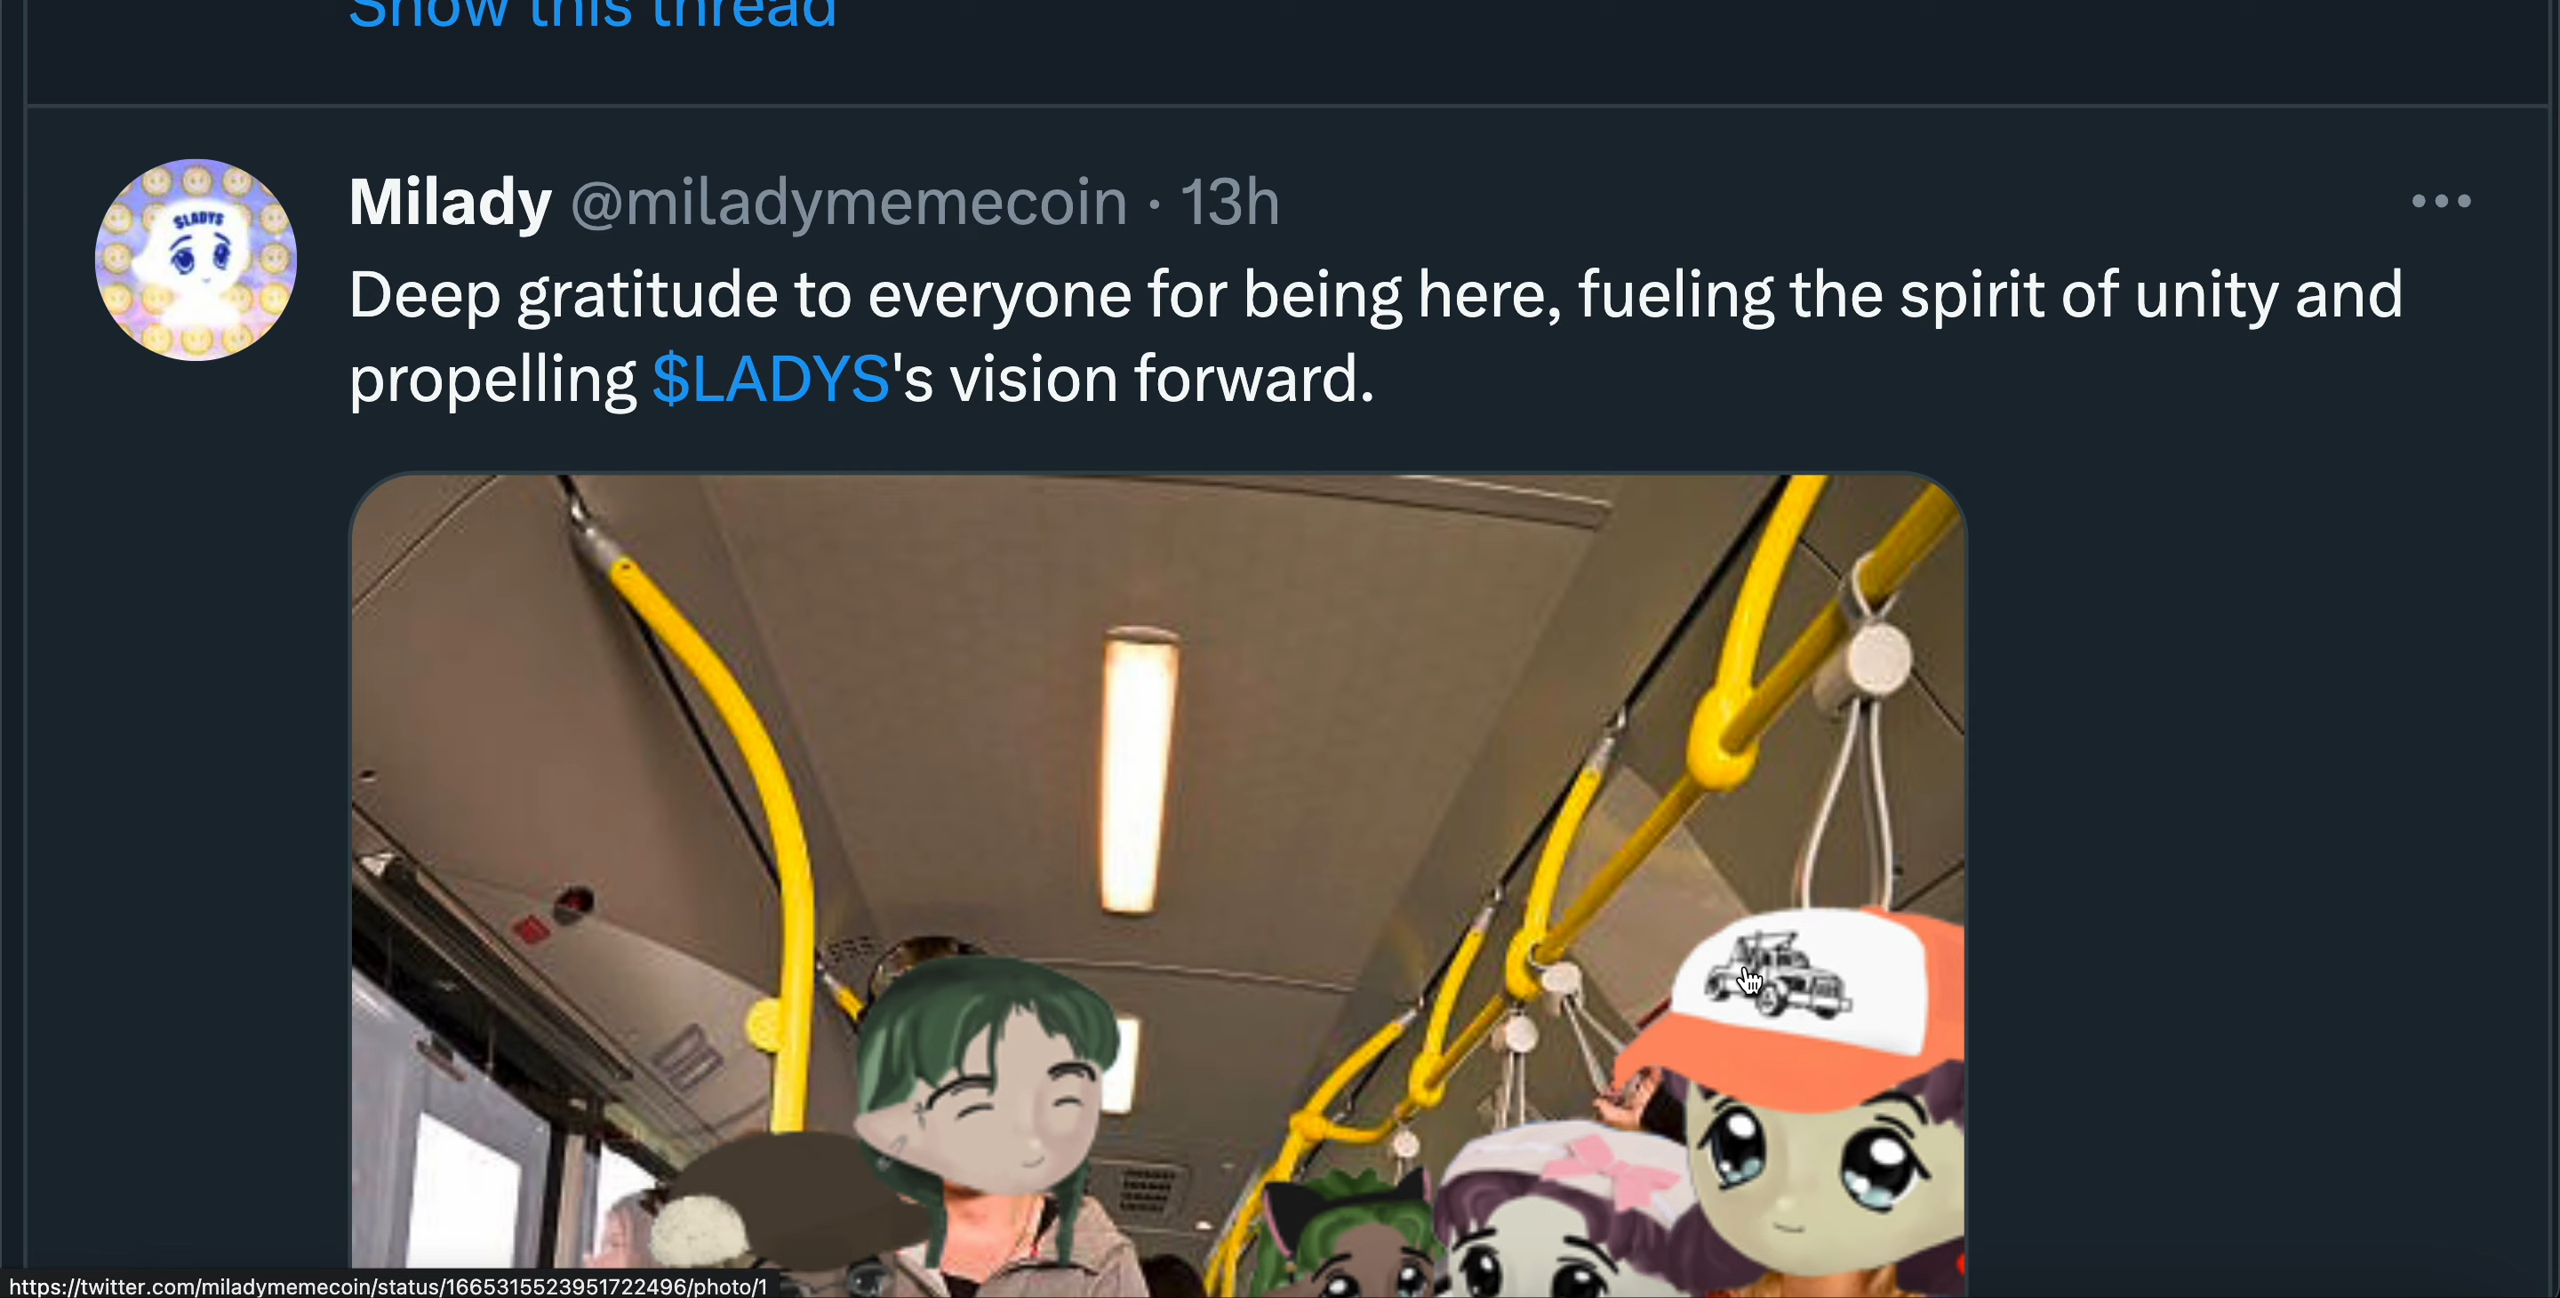 Show this thread
Milady @miladymemecoin · 13h
SLADYS
Deep gratitude to everyone for being here, fueling the spirit of unity and
propelling $LADYS's vision forward.
https://twitter.com/miladymemecoin/status/1665315523951722496/photo/1